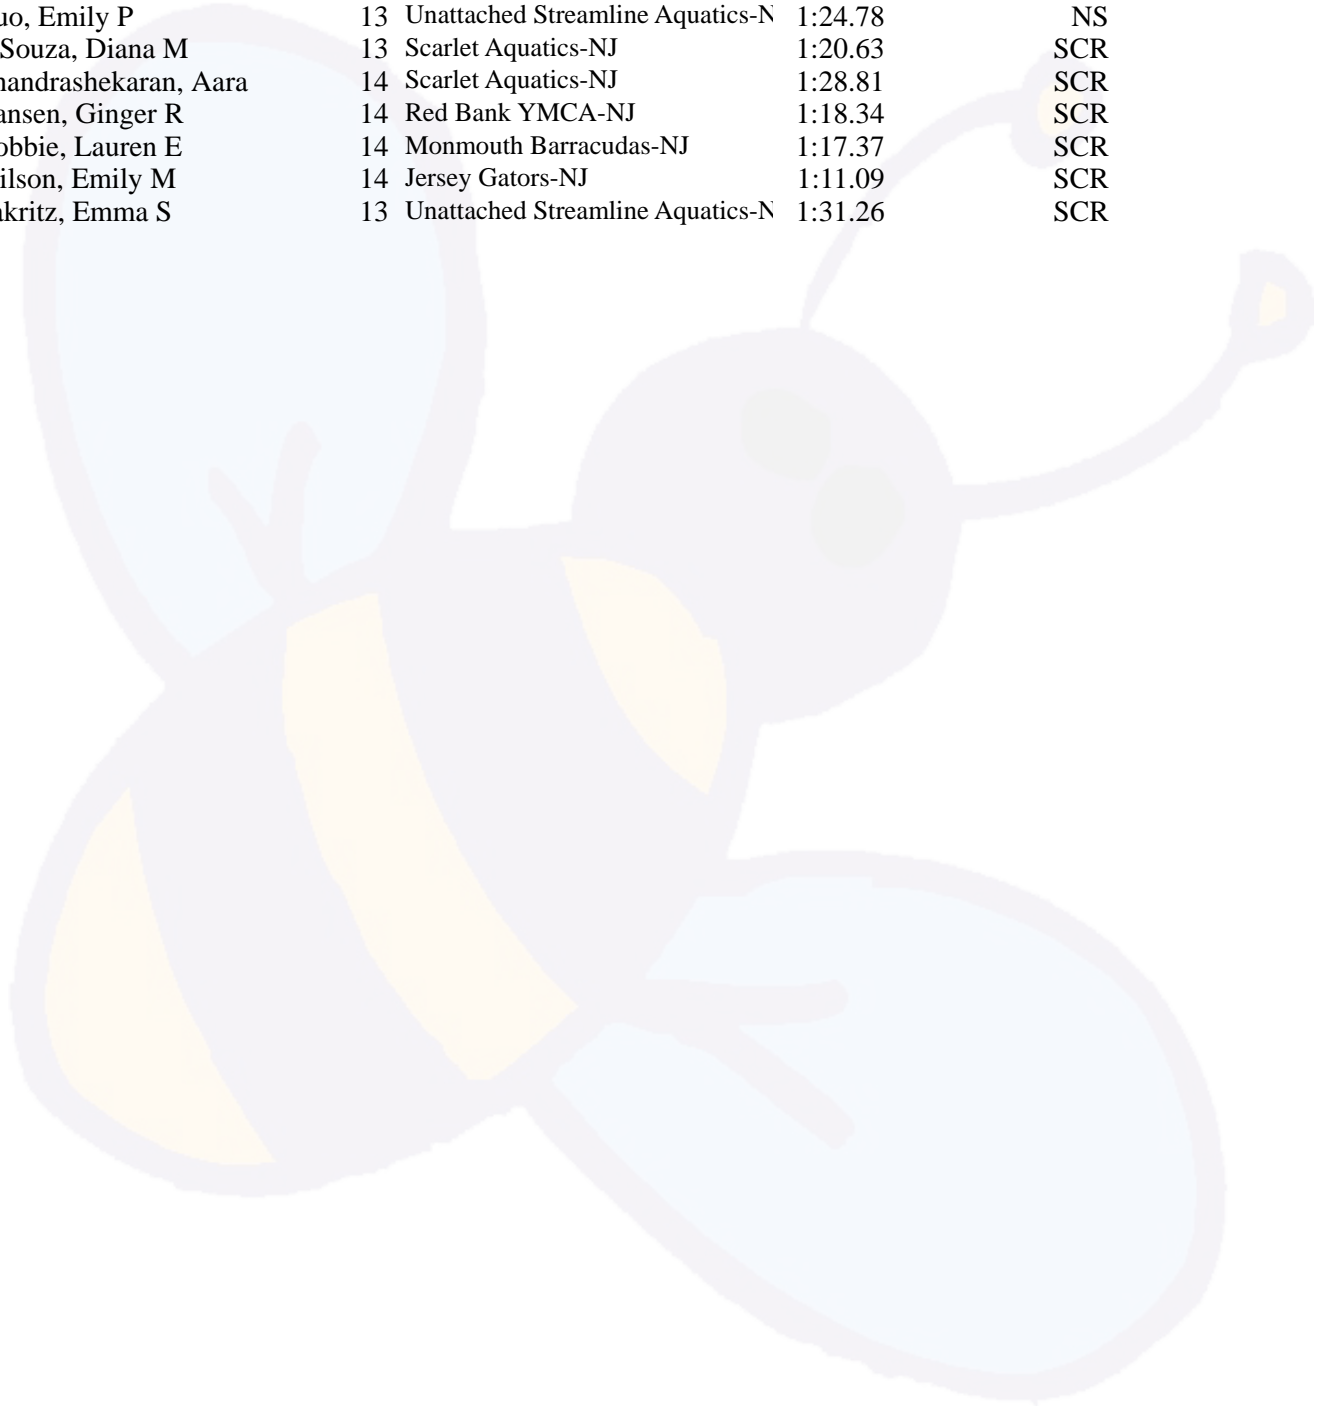 uo, Emily P 13 Unattached Streamline Aquatics-N 1:24.78 NS
Souza, Diana M 13 Scarlet Aquatics-NJ 1:20.63 SCR
handrashekaran, Aara 14 Scarlet Aquatics-NJ 1:28.81 SCR
ansen, Ginger R 14 Red Bank YMCA-NJ 1:18.34 SCR
obbie, Lauren E 14 Monmouth Barracudas-NJ 1:17.37 SCR
ilson, Emily M 14 Jersey Gators-NJ 1:11.09 SCR
akritz, Emma S 13 Unattached Streamline Aquatics-N 1:31.26 SCR